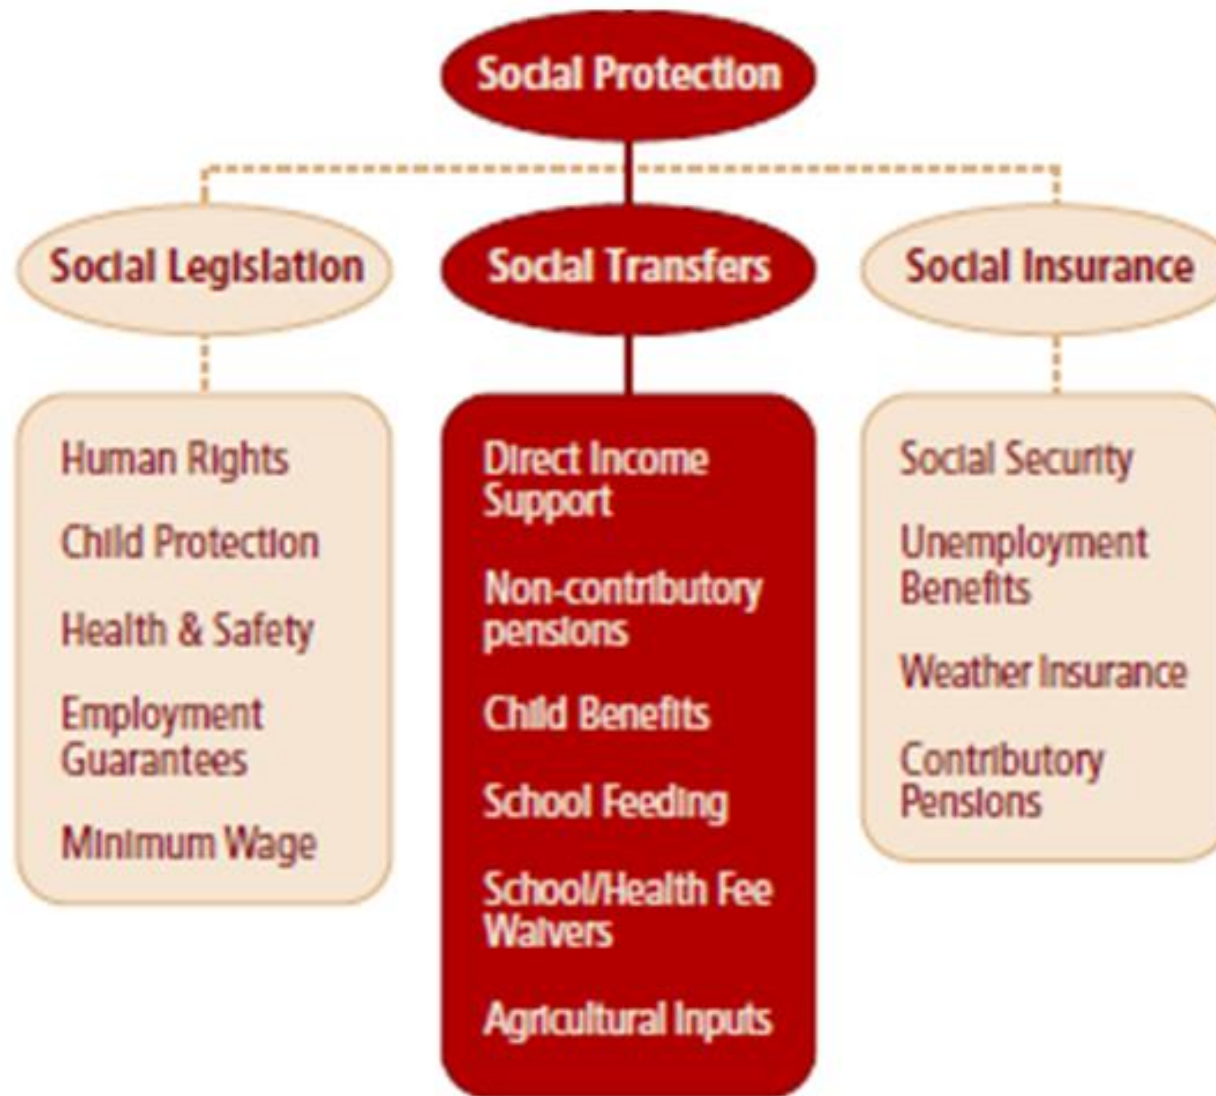 Social Protection
Social Legislation
Social Transfers
Social Insurance
Human Rights
Child Protection
Health & Safety
Employment
Guarantees
Minimum Wage
Direct Income
Support
Non-contributory
pensions
Child Benefits
School Feeding
School/Health Fee
Waivers
Agricultural Inputs
Social Security
Unemployment
Benefits
Weather Insurance
Contributory
Pensions